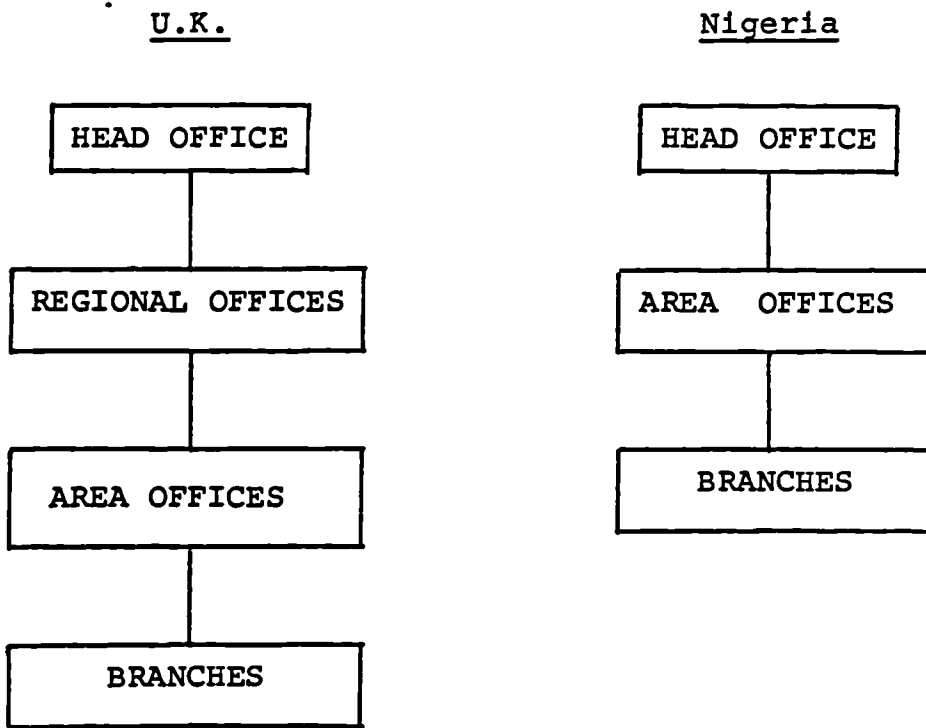 U.K.
HEAD OFFICE
REGIONAL OFFICES
AREA OFFICES
BRANCHES
Nigeria
HEAD OFFICE
AREA OFFICES
BRANCHES